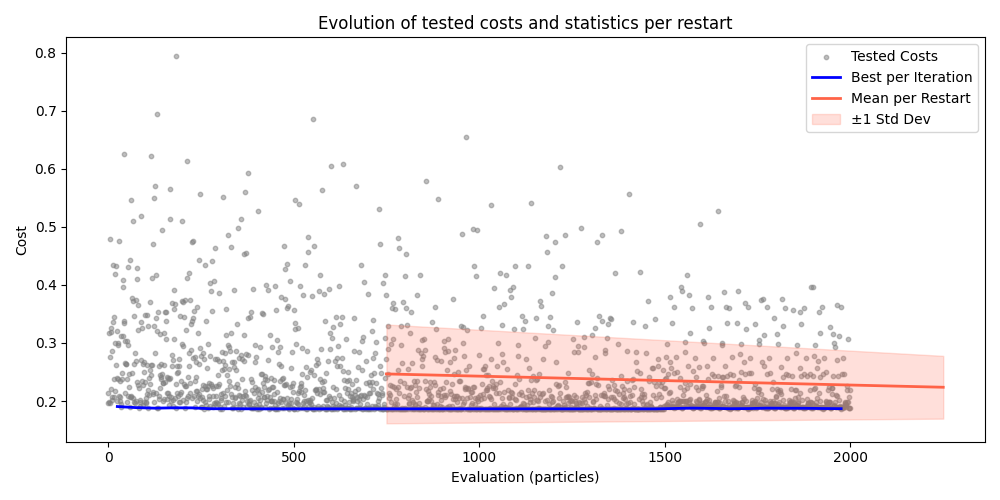 Evolution of tested costs and statistics per restart
Cost
0.8
0.7
0.6
0.5
0.4
0.3
0.2
Tested Costs
Best per Iteration
Mean per Restart
±1 Std Dev
0
500
1000
1500
2000
Evaluation (particles)